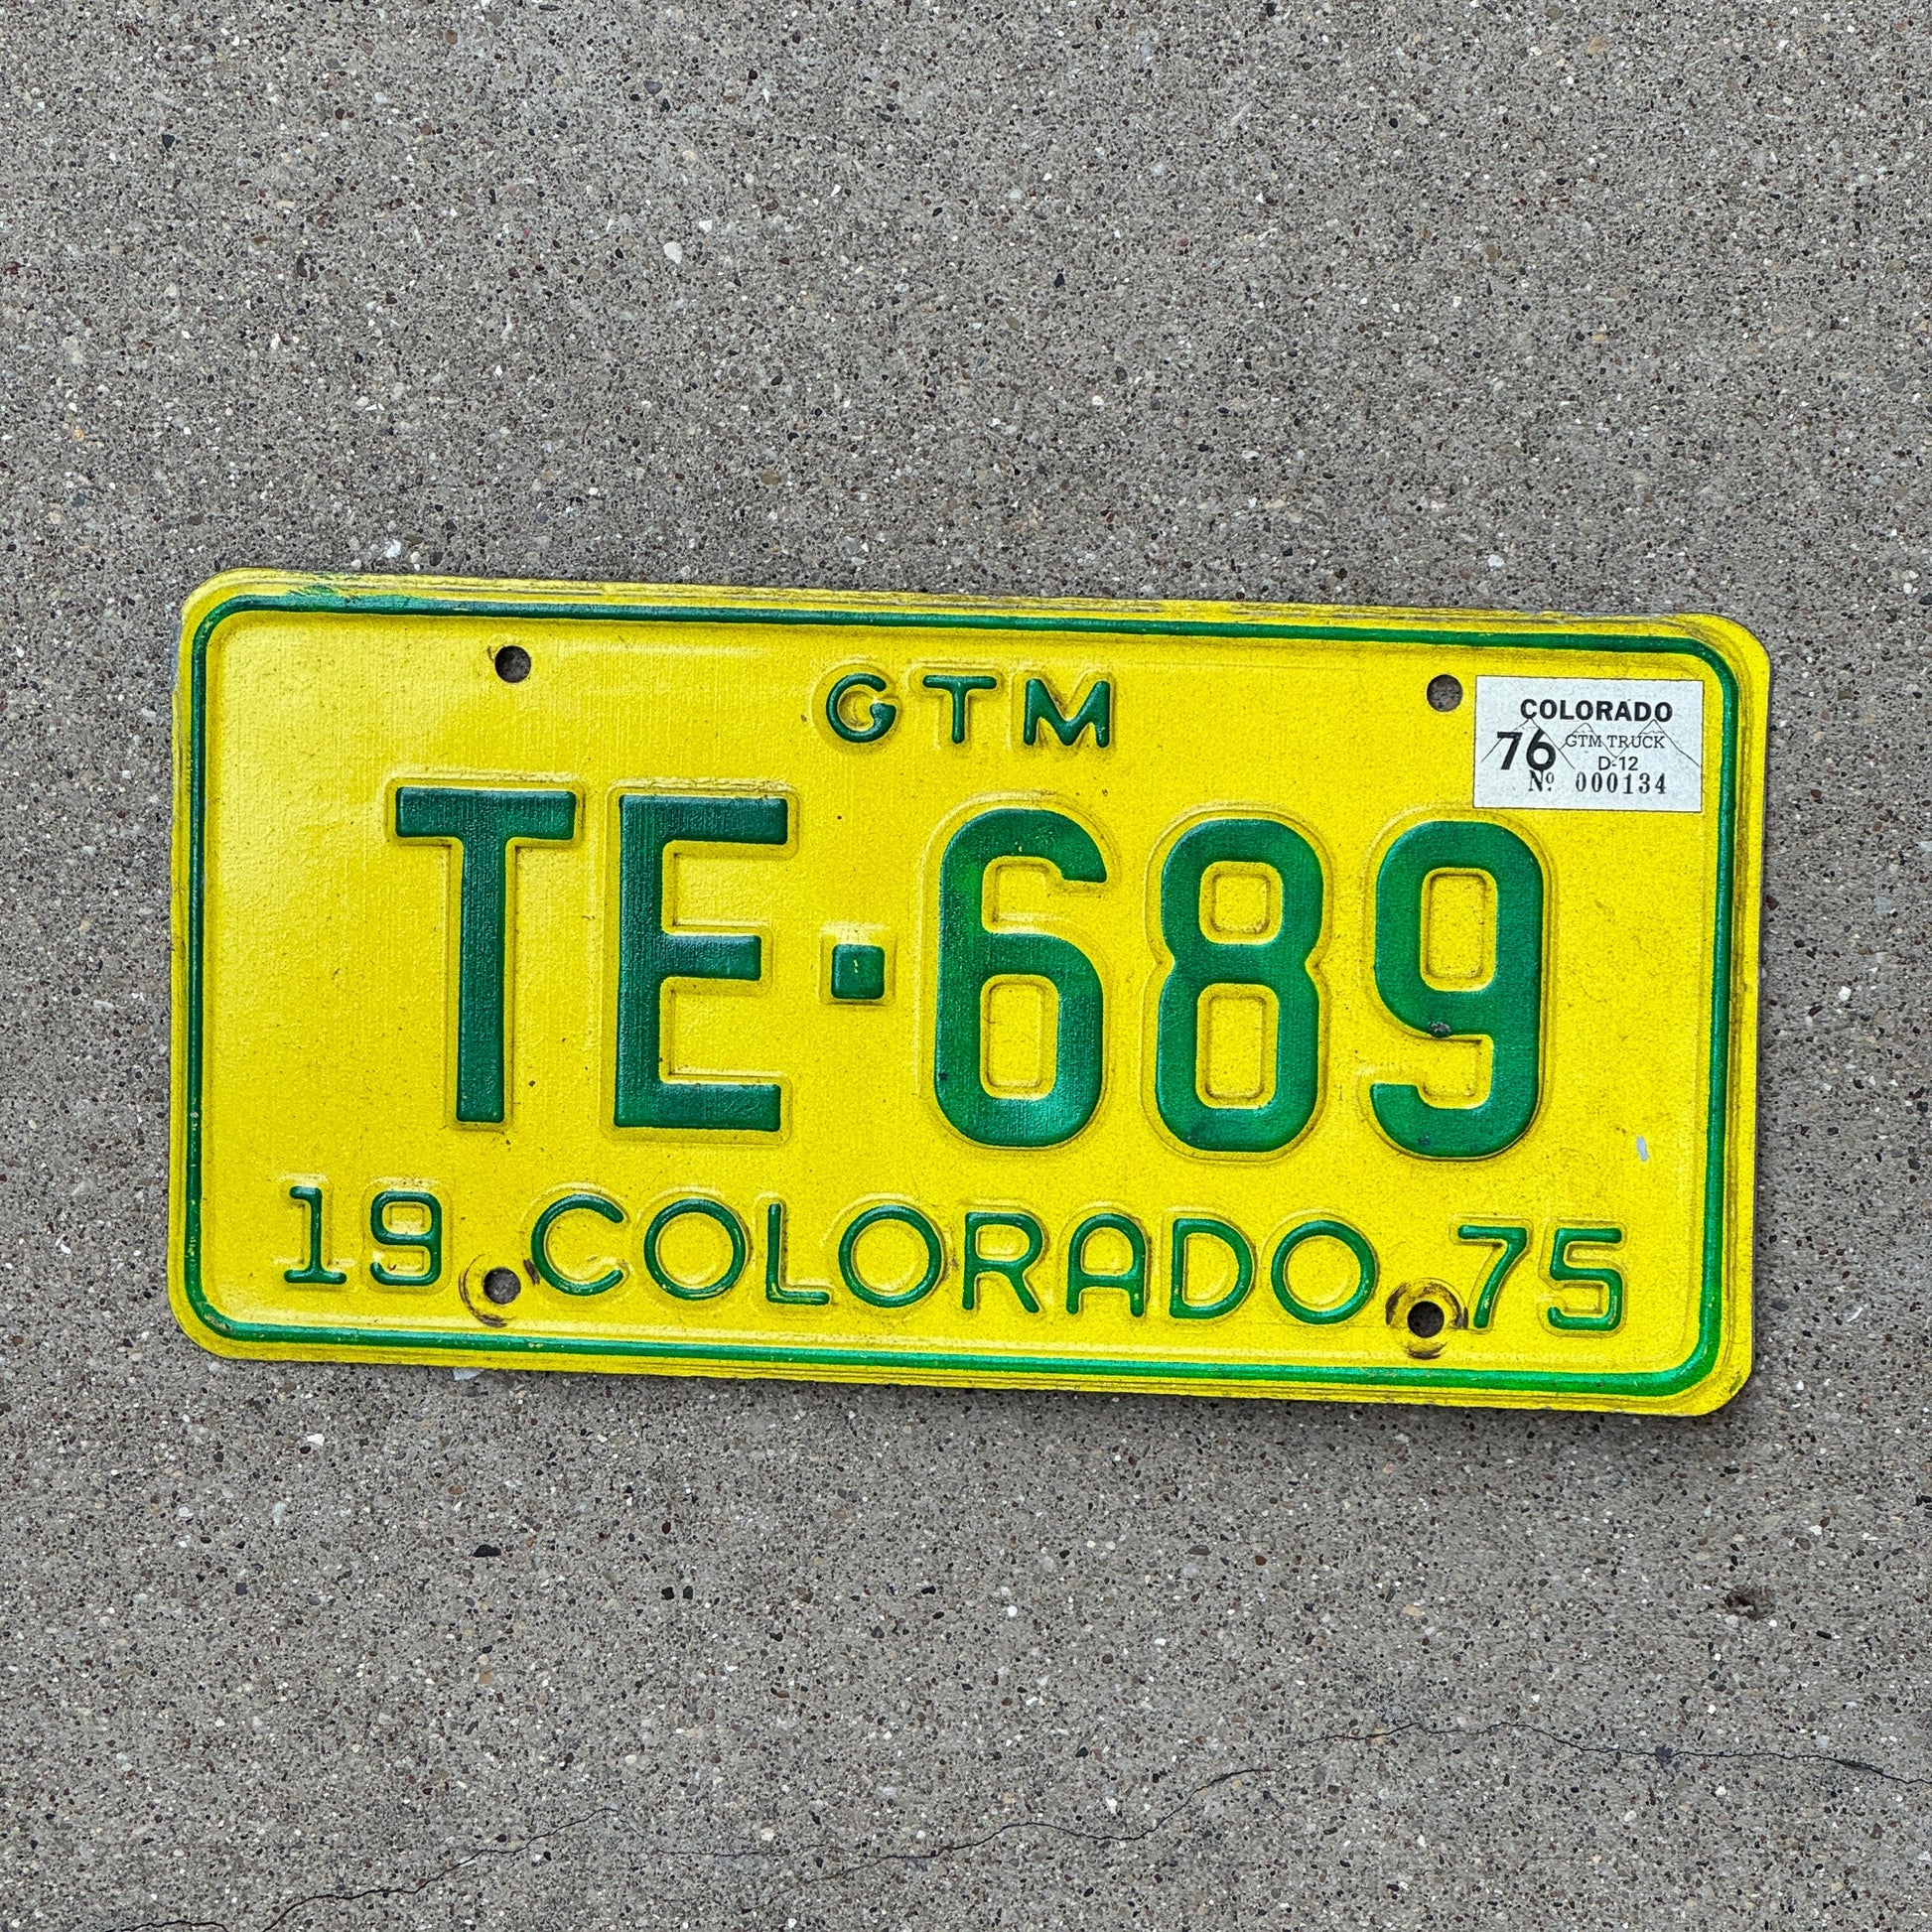 GTM
COLORADO
76 GTM TRUCK
D-12
Nº 000134
TE·689
19 COLORADO 75